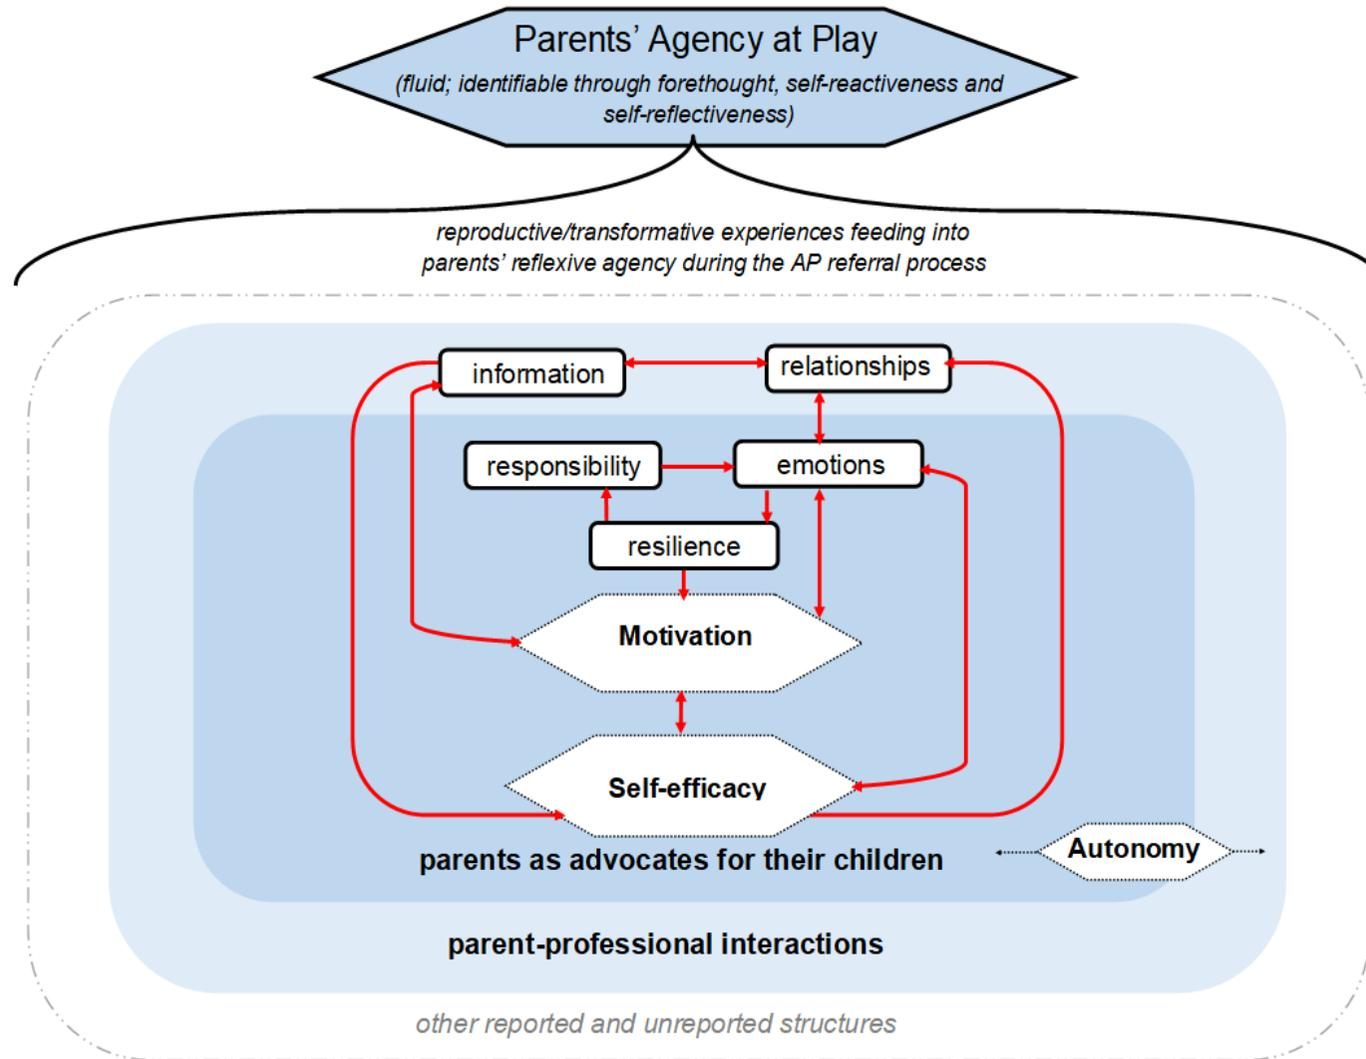 Parents’ Agency at Play
(fluid; identifiable through forethought, self-reactiveness and
self-reflectiveness)
reproductive/transformative experiences feeding into
parents’ reflexive agency during the AP referral process
information
relationships
responsibility
emotions
resilience
Motivation
Self-efficacy
parents as advocates for their children
Autonomy
parent-professional interactions
other reported and unreported structures